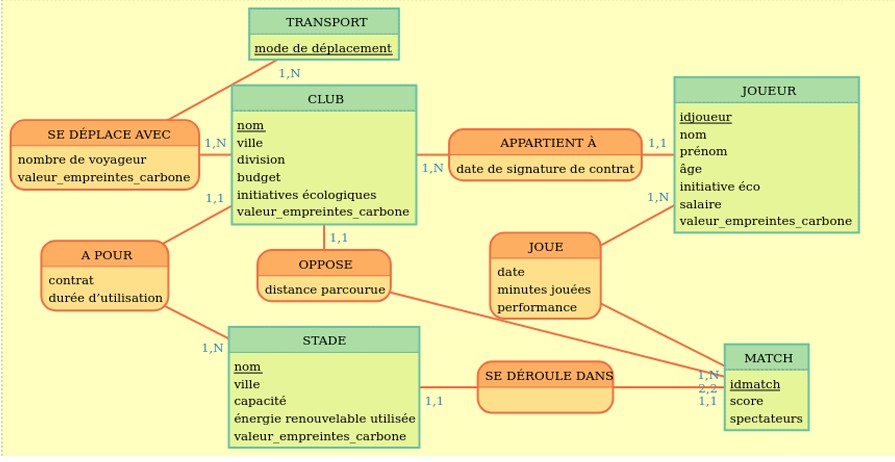 TRANSPORT
mode de déplacement
1,N
CLUB
nom
ville
division
budget
initiatives écologiques
valeur_empreintes_carbone
JOUEUR
idjoueur
nom
prénom
âge
initiative éco
salaire
valeur_empreintes_carbone
SE DÉPLACE AVEC
nombre de voyageur
valeur_empreintes_carbone
1,N
APPARTIENT À
date de signature de contrat
1,N
1,1
1,1
1,N
A POUR
contrat
durée d’utilisation
1,1
OPPOSE
distance parcourue
JOUE
date
minutes jouées
performance
1,N
STADE
nom
ville
capacité
énergie renouvelable utilisée
valeur_empreintes_carbone
SE DÉROULE DANS
1,1
1,N
2,2
1,1
MATCH
idmatch
score
spectateurs